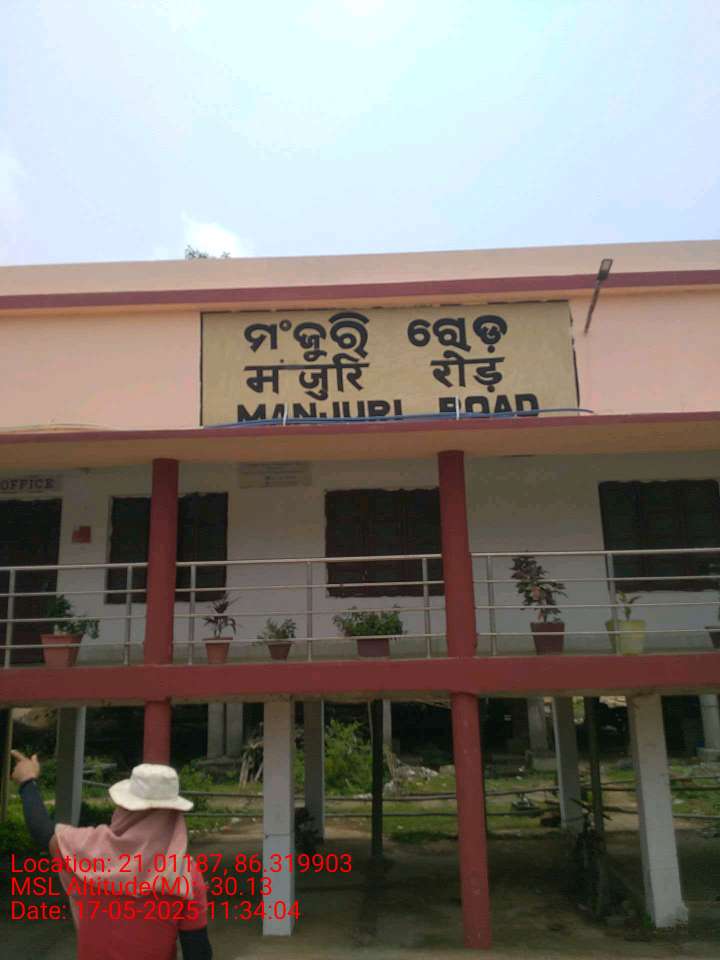 ମଂଜୁରି ରୋଡ଼
मंजुरि रोड़
MANJURI ROAD
OFFICE
Location: 21.01187, 86.319903
MSL Altitude(M): -30.13
Date: 17-05-2025 11:34:04